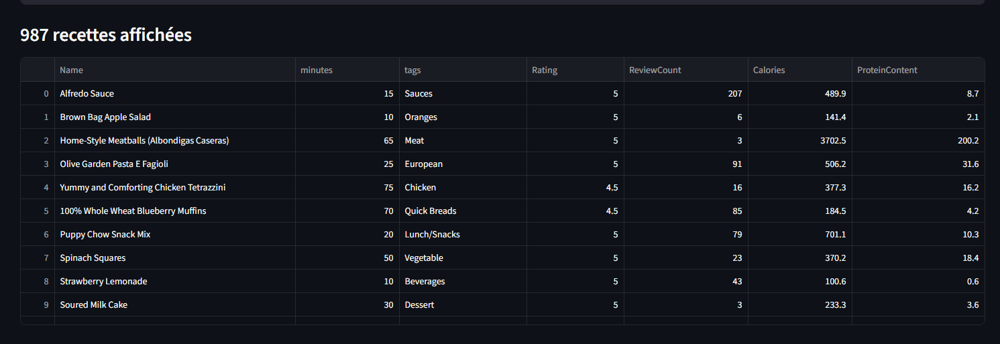 987 recettes affichées
Name minutes tags Rating ReviewCount Calories ProteinContent
0 Alfredo Sauce 15 Sauces 5 207 489.9 8.7
1 Brown Bag Apple Salad 10 Oranges 5 6 141.4 2.1
2 Home-Style Meatballs (Albondigas Caseras) 65 Meat 5 3 3702.5 200.2
3 Olive Garden Pasta E Fagioli 25 European 5 91 506.2 31.6
4 Yummy and Comforting Chicken Tetrazzini 75 Chicken 4.5 16 377.3 16.2
5 100% Whole Wheat Blueberry Muffins 70 Quick Breads 4.5 85 184.5 4.2
6 Puppy Chow Snack Mix 20 Lunch/Snacks 5 79 701.1 10.3
7 Spinach Squares 50 Vegetable 5 23 370.2 18.4
8 Strawberry Lemonade 10 Beverages 5 43 100.6 0.6
9 Soured Milk Cake 30 Dessert 5 3 233.3 3.6